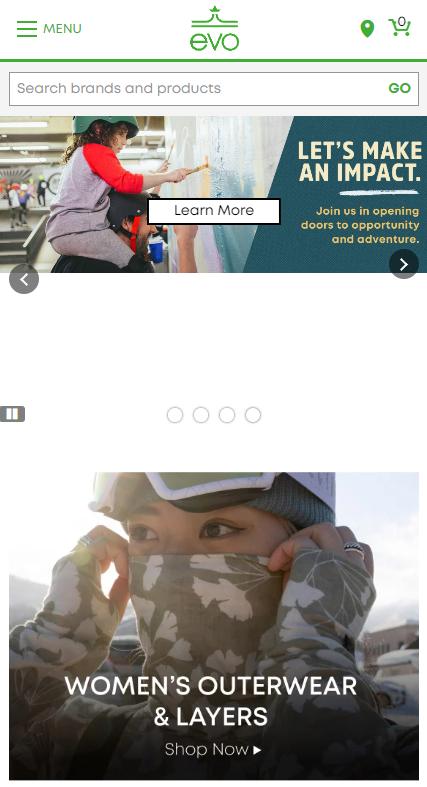 MENU
evo
0
Search brands and products
GO
LET'S MAKE
AN IMPACT.
Learn More
Join us in opening
doors to opportunity
and adventure.
WOMEN'S OUTERWEAR
& LAYERS
Shop Now